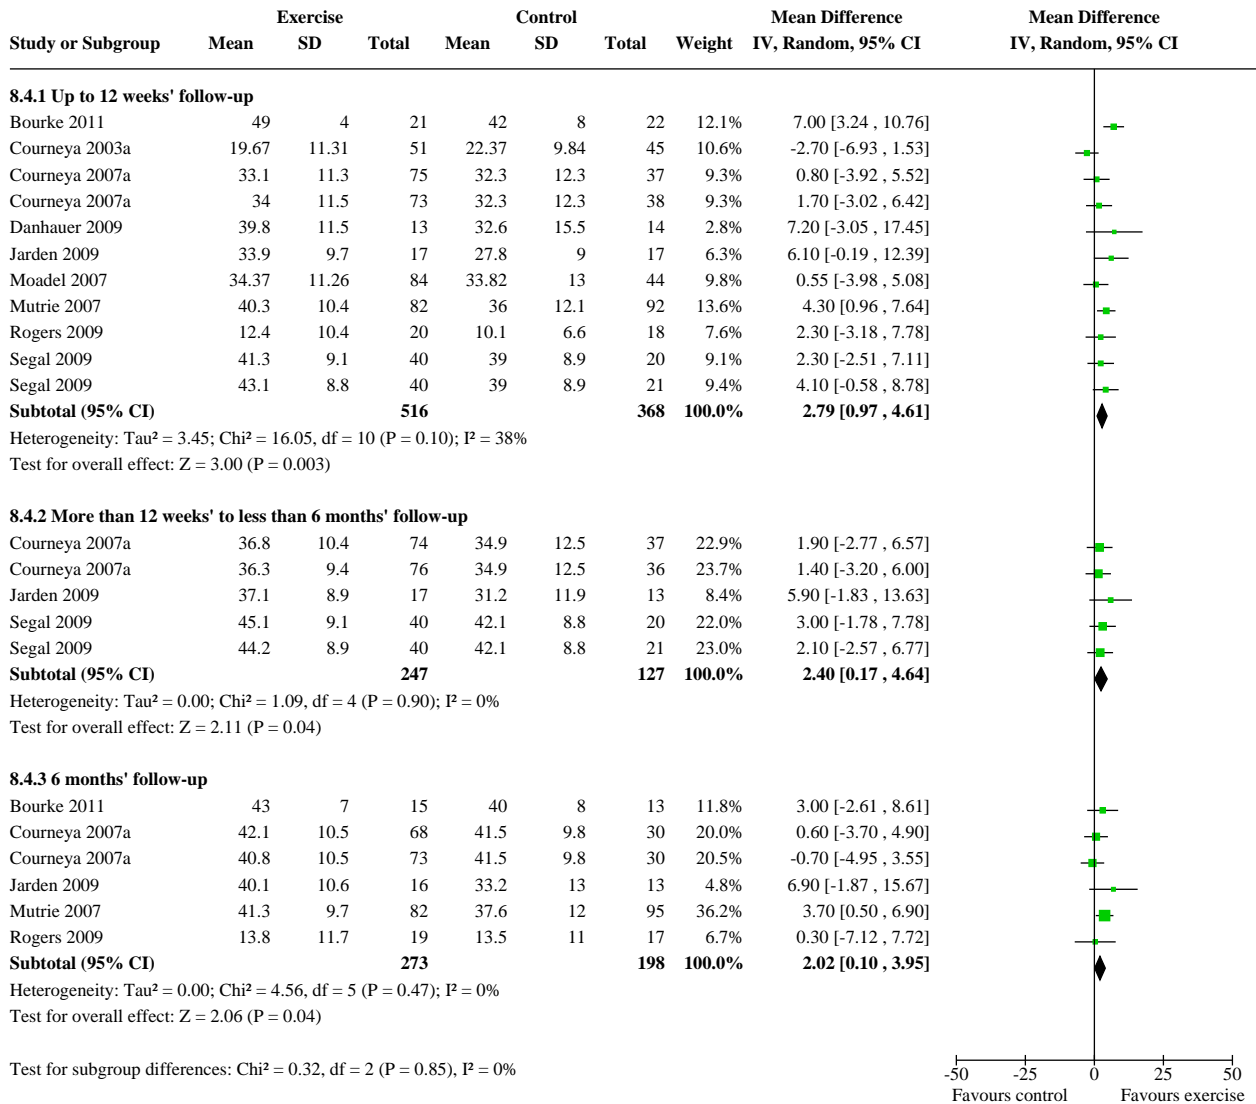 Exercise Control Mean Difference Mean Difference
Study or Subgroup Mean SD Total Mean SD Total Weight IV, Random, 95% CI IV, Random, 95% CI
8.4.1 Up to 12 weeks' follow-up
Bourke 2011 49 4 21 42 8 22 12.1% 7.00 [3.24 , 10.76]
Courneya 2003a 19.67 11.31 51 22.37 9.84 45 10.6% -2.70 [-6.93 , 1.53]
Courneya 2007a 33.1 11.3 75 32.3 12.3 37 9.3% 0.80 [-3.92 , 5.52]
Courneya 2007a 34 11.5 73 32.3 12.3 38 9.3% 1.70 [-3.02 , 6.42]
Danhauer 2009 39.8 11.5 13 32.6 15.5 14 2.8% 7.20 [-3.05 , 17.45]
Jarden 2009 33.9 9.7 17 27.8 9 17 6.3% 6.10 [-0.19 , 12.39]
Moadel 2007 34.37 11.26 84 33.82 13 44 9.8% 0.55 [-3.98 , 5.08]
Mutrie 2007 40.3 10.4 82 36 12.1 92 13.6% 4.30 [0.96 , 7.64]
Rogers 2009 12.4 10.4 20 10.1 6.6 18 7.6% 2.30 [-3.18 , 7.78]
Segal 2009 41.3 9.1 40 39 8.9 20 9.1% 2.30 [-2.51 , 7.11]
Segal 2009 43.1 8.8 40 39 8.9 21 9.4% 4.10 [-0.58 , 8.78]
Subtotal (95% CI) 516 368 100.0% 2.79 [0.97 , 4.61]
Heterogeneity: Tau² = 3.45; Chi² = 16.05, df = 10 (P = 0.10); I² = 38%
Test for overall effect: Z = 3.00 (P = 0.003)
8.4.2 More than 12 weeks' to less than 6 months' follow-up
Courneya 2007a 36.8 10.4 74 34.9 12.5 37 22.9% 1.90 [-2.77 , 6.57]
Courneya 2007a 36.3 9.4 76 34.9 12.5 36 23.7% 1.40 [-3.20 , 6.00]
Jarden 2009 37.1 8.9 17 31.2 11.9 13 8.4% 5.90 [-1.83 , 13.63]
Segal 2009 45.1 9.1 40 42.1 8.8 20 22.0% 3.00 [-1.78 , 7.78]
Segal 2009 44.2 8.9 40 42.1 8.8 21 23.0% 2.10 [-2.57 , 6.77]
Subtotal (95% CI) 247 127 100.0% 2.40 [0.17 , 4.64]
Heterogeneity: Tau² = 0.00; Chi² = 1.09, df = 4 (P = 0.90); I² = 0%
Test for overall effect: Z = 2.11 (P = 0.04)
8.4.3 6 months' follow-up
Bourke 2011 43 7 15 40 8 13 11.8% 3.00 [-2.61 , 8.61]
Courneya 2007a 42.1 10.5 68 41.5 9.8 30 20.0% 0.60 [-3.70 , 4.90]
Courneya 2007a 40.8 10.5 73 41.5 9.8 30 20.5% -0.70 [-4.95 , 3.55]
Jarden 2009 40.1 10.6 16 33.2 13 13 4.8% 6.90 [-1.87 , 15.67]
Mutrie 2007 41.3 9.7 82 37.6 12 95 36.2% 3.70 [0.50 , 6.90]
Rogers 2009 13.8 11.7 19 13.5 11 17 6.7% 0.30 [-7.12 , 7.72]
Subtotal (95% CI) 273 198 100.0% 2.02 [0.10 , 3.95]
Heterogeneity: Tau² = 0.00; Chi² = 4.56, df = 5 (P = 0.47); I² = 0%
Test for overall effect: Z = 2.06 (P = 0.04)
Test for subgroup differences: Chi² = 0.32, df = 2 (P = 0.85), I² = 0%
-50 -25 0 25 50
Favours control Favours exercise